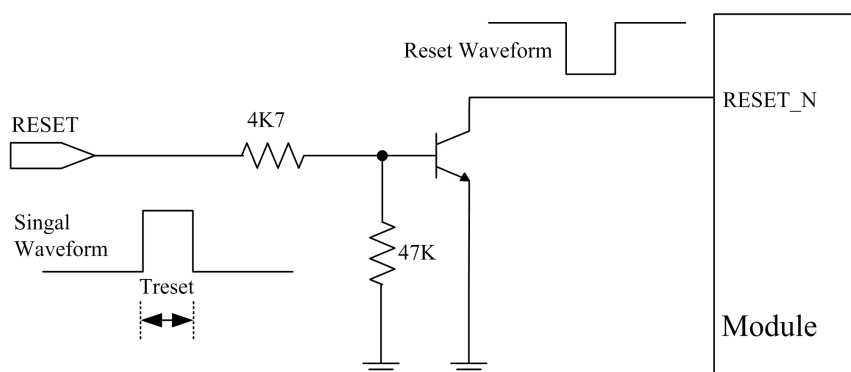 Reset Waveform
RESET_N
RESET
4K7
Singal
Waveform
47K
Treset
Module